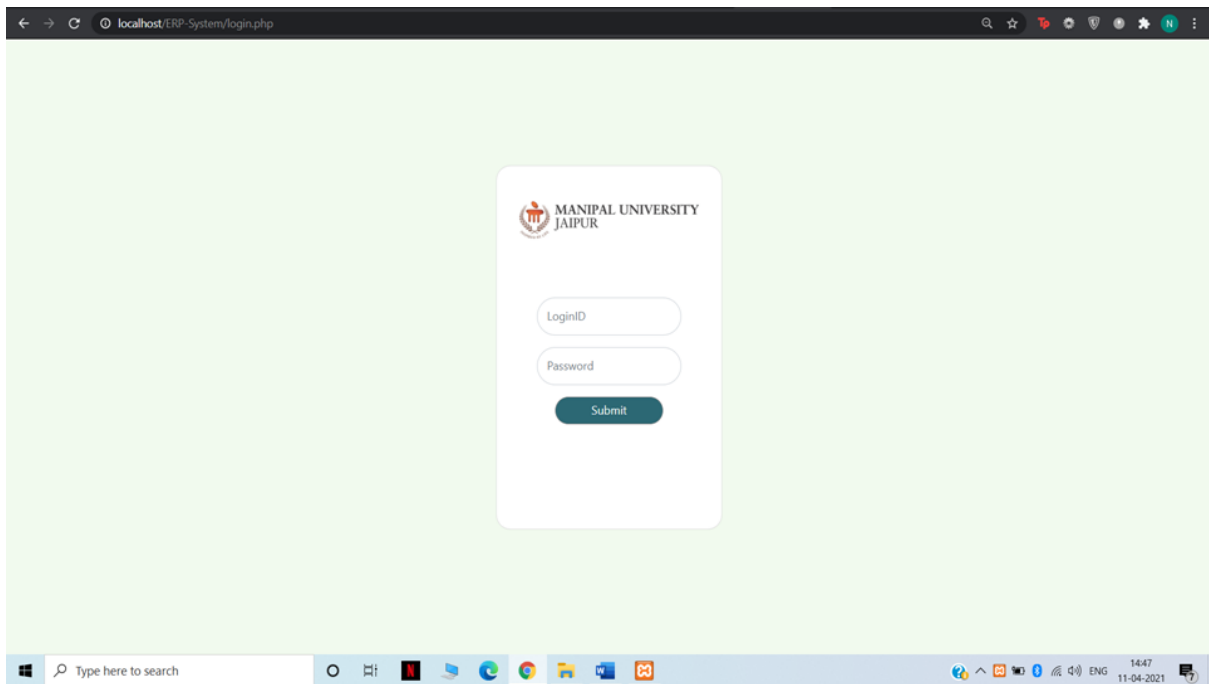 localhost/ERP-System/login.php
N
MANIPAL UNIVERSITY
JAIPUR
LoginID
Password
Submit
Type here to search
N
ENG
14:47
11-04-2021
7